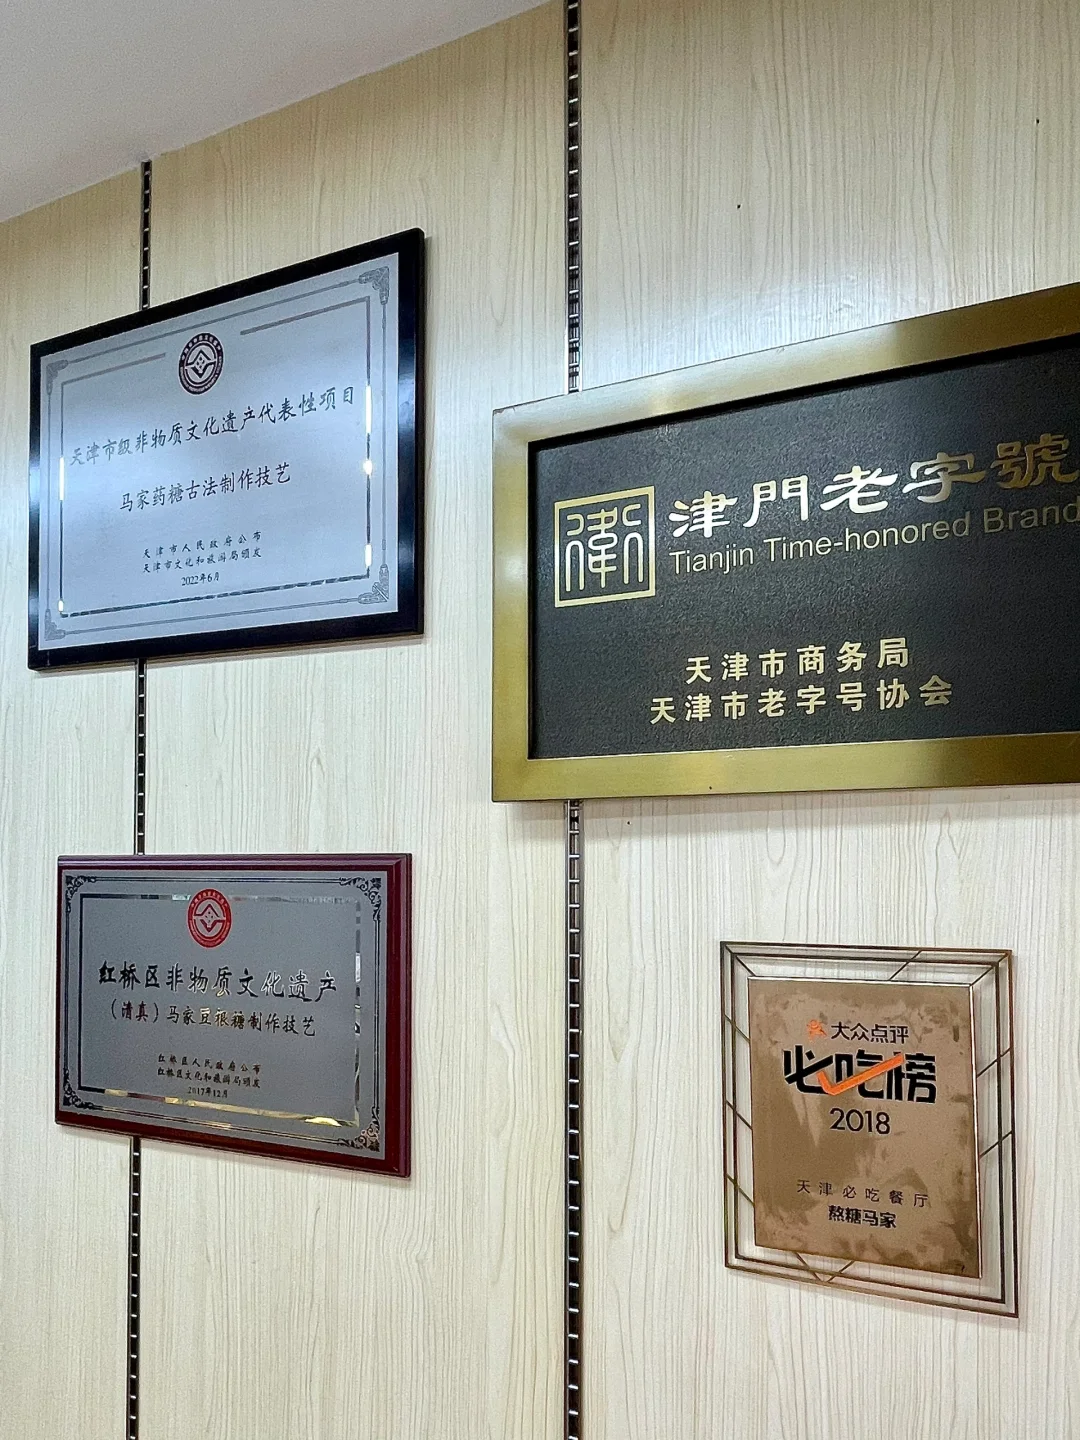 天津市级非物质文化遗产代表性项目
马家药糖古法制作技艺
天津市人民政府公布
天津市文化和旅游局颁发
2022年6月
衛
津門老字號
Tianjin Time-honored Brand
天津市商务局
天津市老字号协会
红桥区非物质文化遗产
（清真）马家豆根糖制作技艺
红桥区人民政府公布
红桥区文化和旅游局颁发
2017年12月
大众点评
必吃榜
2018
天津必吃餐厅
熬糖马家